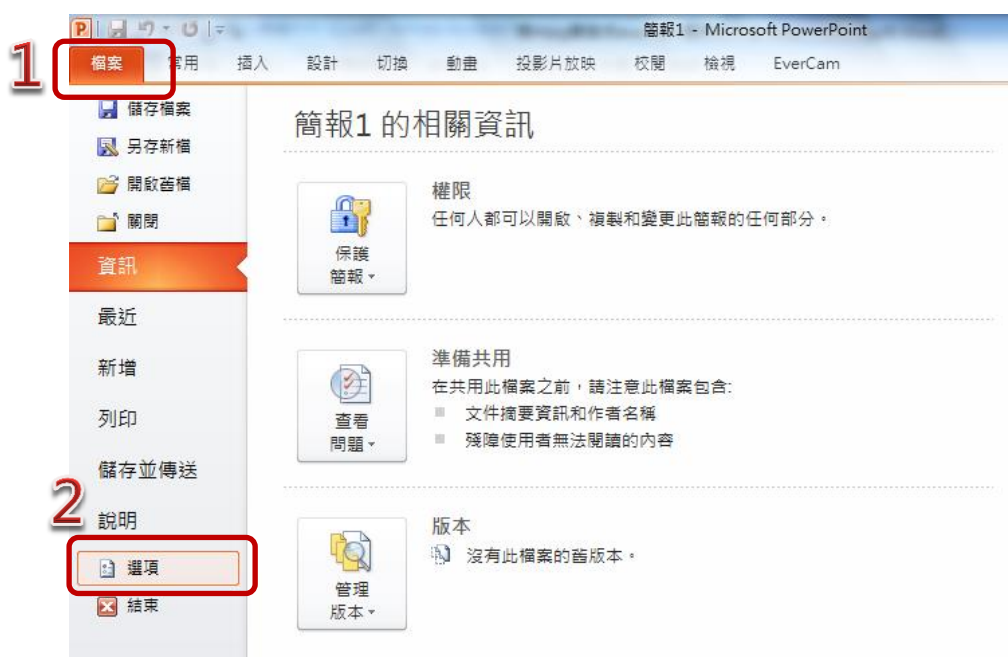 簡報1 - Microsoft PowerPoint
1
檔案 常用 插入 設計 切換 動畫 投影片放映 校閱 檢視 EverCam
儲存檔案
另存新檔
開啟舊檔
關閉
資訊
最近
新增
列印
儲存並傳送
2
說明
選項
結束
簡報1 的相關資訊
保護
簡報
權限
任何人都可以開啟、複製和變更此簡報的任何部分。
查看
問題
準備共用
在共用此檔案之前，請注意此檔案包含:
文件摘要資訊和作者名稱
殘障使用者無法閱讀的內容
管理
版本
版本
沒有此檔案的舊版本。